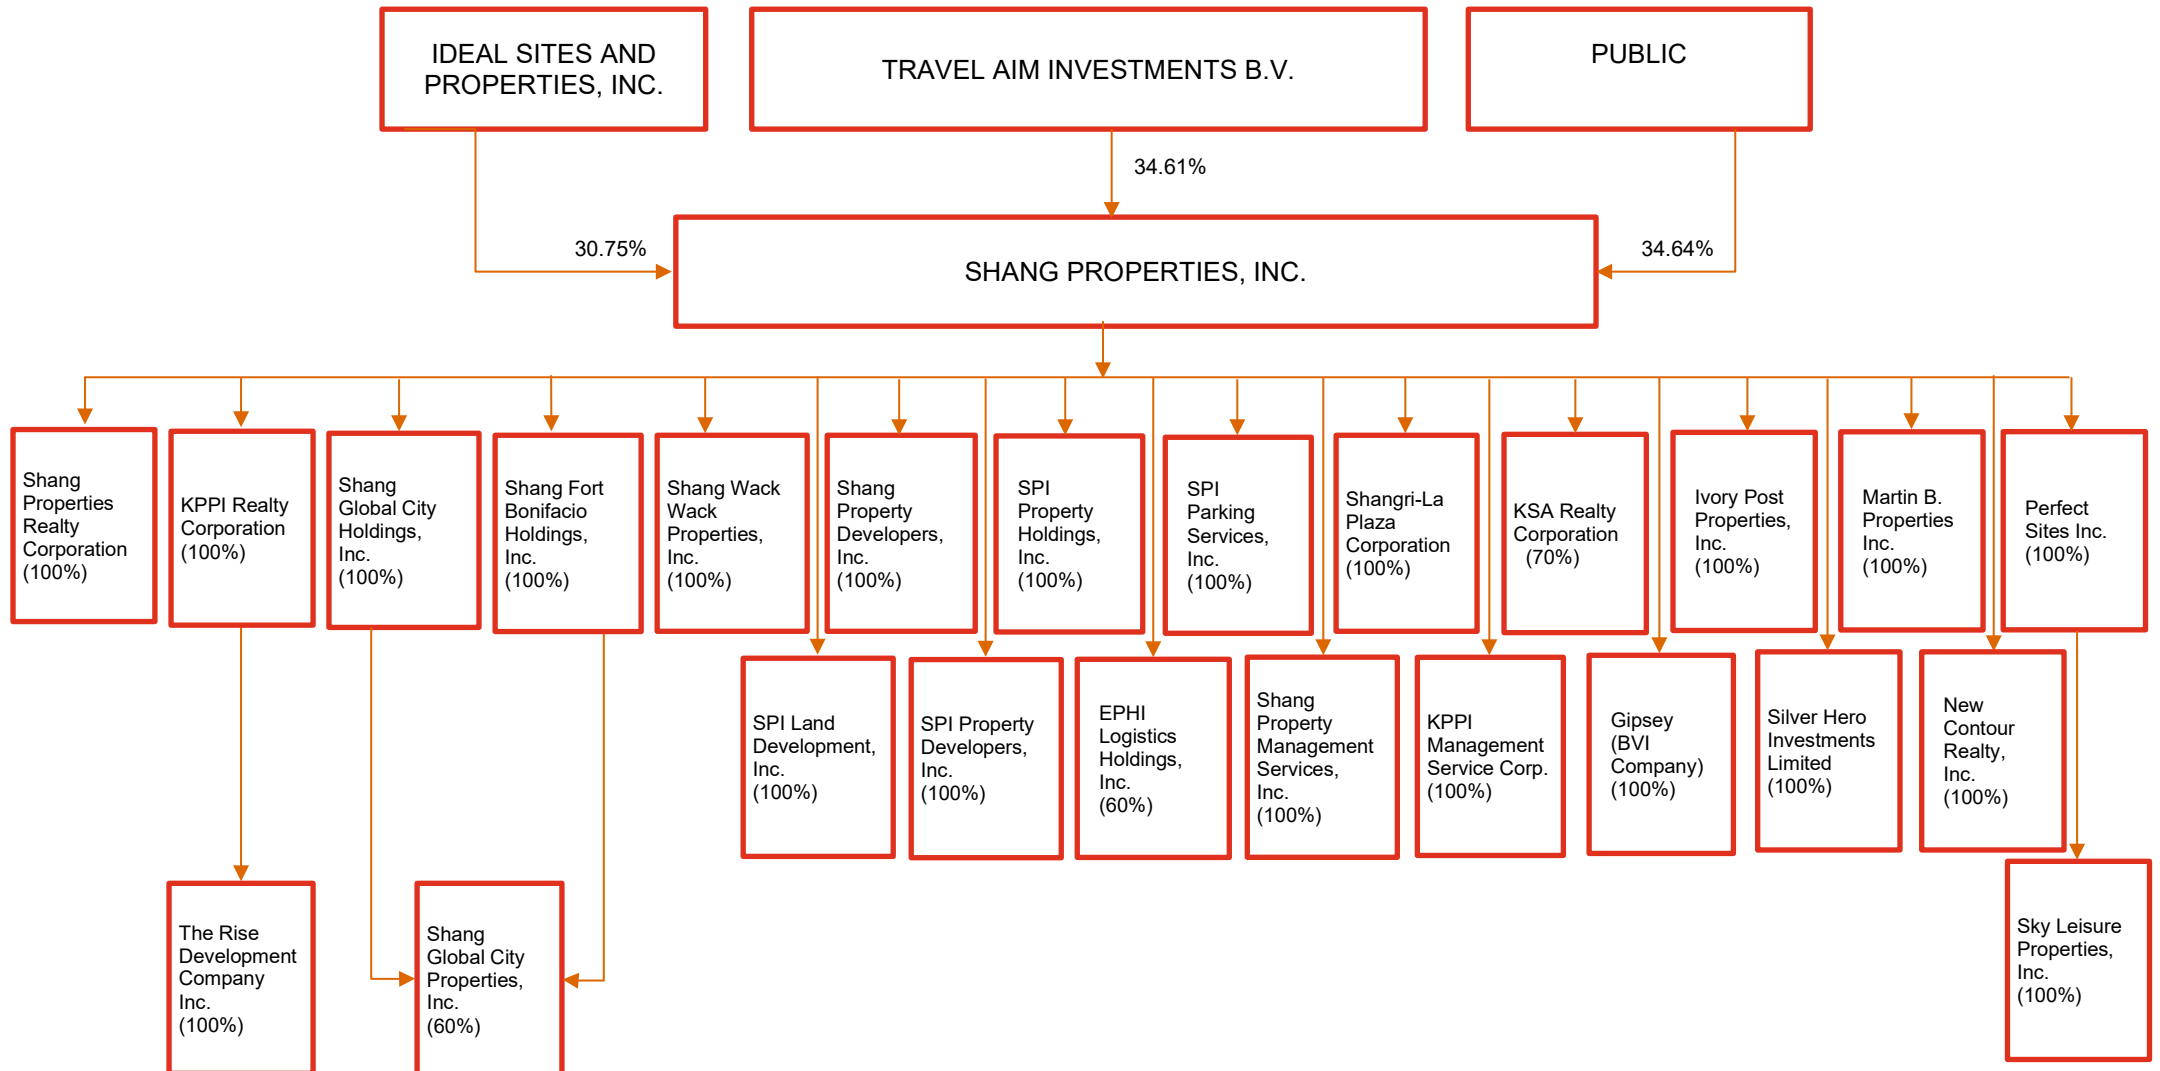 IDEAL SITES AND
PROPERTIES, INC.
TRAVEL AIM INVESTMENTS B.V.
PUBLIC
34.61%
30.75%
34.64%
SHANG PROPERTIES, INC.
Shang
Properties
Realty
Corporation
(100%)
KPPI Realty
Corporation
(100%)
Shang
Global City
Holdings,
Inc.
(100%)
Shang Fort
Bonifacio
Holdings,
Inc.
(100%)
Shang Wack
Wack
Properties,
Inc.
(100%)
Shang
Property
Developers,
Inc.
(100%)
SPI
Property
Holdings,
Inc.
(100%)
SPI
Parking
Services,
Inc.
(100%)
Shangri-La
Plaza
Corporation
(100%)
KSA Realty
Corporation
(70%)
Ivory Post
Properties,
Inc.
(100%)
Martin B.
Properties
Inc.
(100%)
Perfect
Sites Inc.
(100%)
SPI Land
Development,
Inc.
(100%)
SPI Property
Developers,
Inc.
(100%)
EPHI
Logistics
Holdings,
Inc.
(60%)
Shang
Property
Management
Services,
Inc.
(100%)
KPPI
Management
Service Corp.
(100%)
Gipsey
(BVI
Company)
(100%)
Silver Hero
Investments
Limited
(100%)
New
Contour
Realty,
Inc.
(100%)
The Rise
Development
Company
Inc.
(100%)
Shang
Global City
Properties,
Inc.
(60%)
Sky Leisure
Properties,
Inc.
(100%)